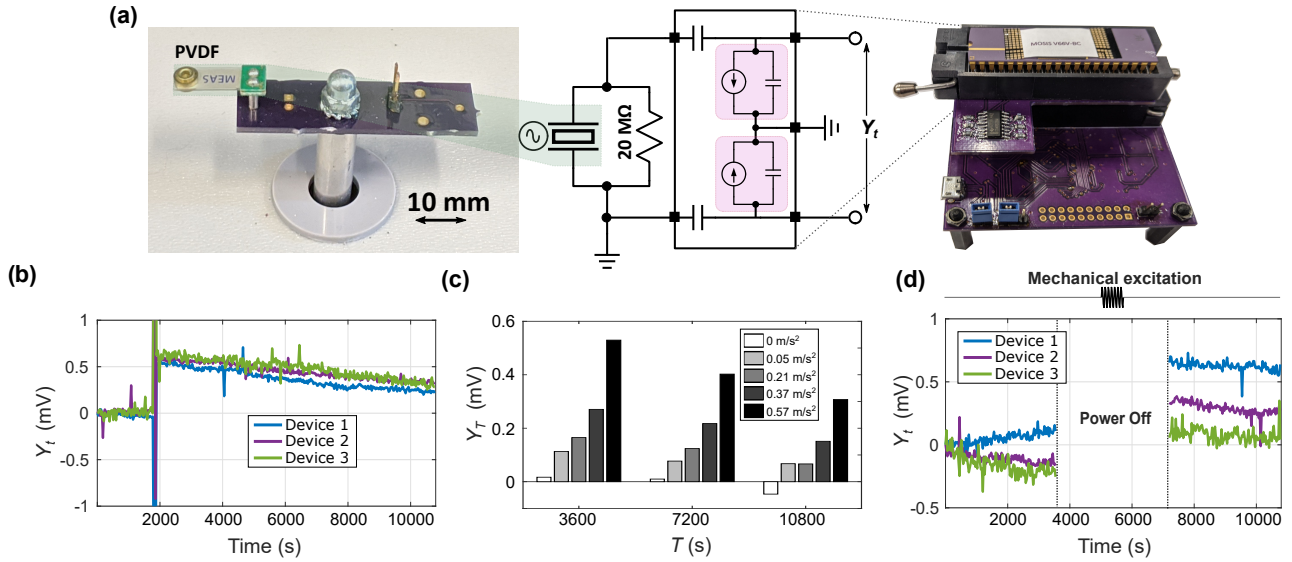 (a)
PVDF
MEAS
10 mm
20 MΩ
Yt
MOSIS V88V-BC
(b)
Yt (mV)
1
0.5
0
-0.5
-1
Device 1
Device 2
Device 3
2000 4000 6000 8000 10000
Time (s)
(c)
YT (mV)
0.6
0.4
0.2
0
0 m/s²
0.05 m/s²
0.21 m/s²
0.37 m/s²
0.57 m/s²
3600 7200 10800
T (s)
(d)
Mechanical excitation
Yt (mV)
1
0.5
0
-0.5
Device 1
Device 2
Device 3
Power Off
2000 4000 6000 8000 10000
Time (s)